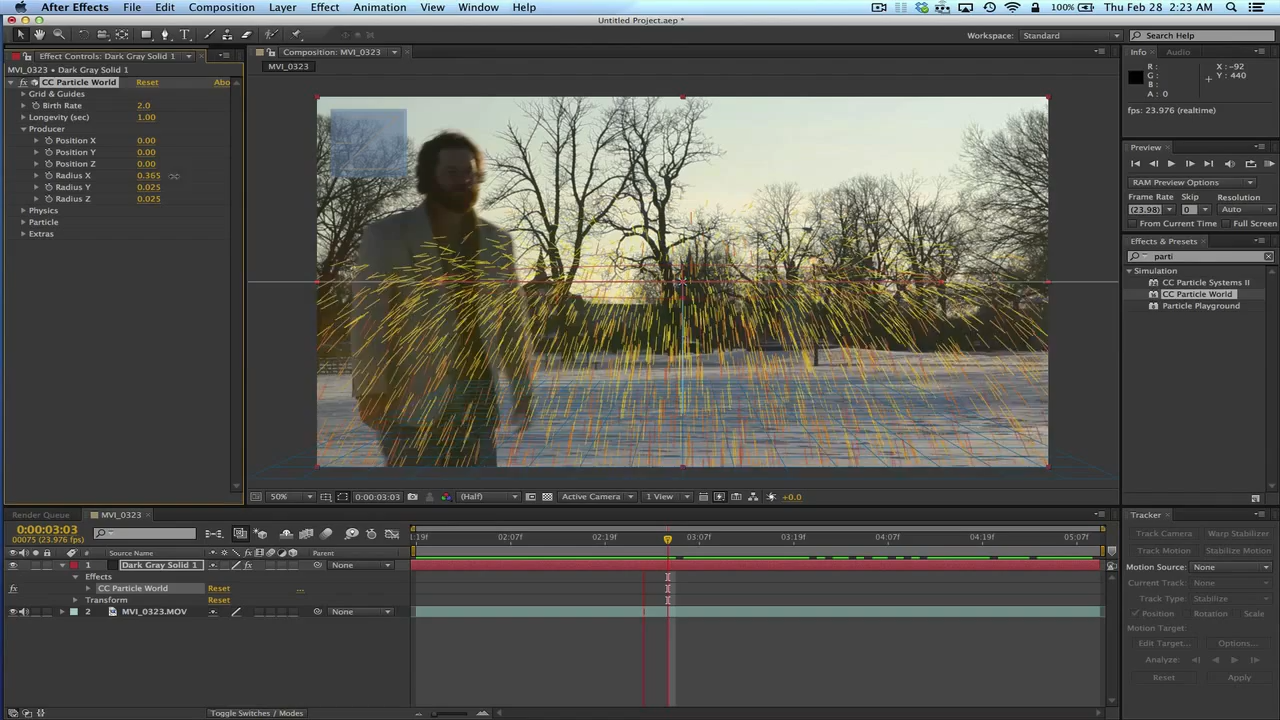 After Effects File Edit Composition Layer Effect Animation View Window Help 100% Thu Feb 28 2:23 AM
Untitled Project.aep *
Workspace: Standard Search Help
Effect Controls: Dark Gray Solid 1
Composition: MVI_0323
Info Audio
MVI_0323 • Dark Gray Solid 1
MVI_0323
CC Particle World Reset Abo
Grid & Guides
Birth Rate 2.0
Longevity (sec) 1.00
Producer
Position X 0.00
Position Y 0.00
Position Z 0.00
Radius X 0.365
Radius Y 0.025
Radius Z 0.025
Physics
Particle
Extras
R :
G :
B :
A : 0
X : -92
Y : 440
fps: 23.976 (realtime)
Preview
RAM Preview Options
Frame Rate Skip Resolution
(23.98) 0 Auto
From Current Time Full Screen
Effects & Presets
parti
Simulation
CC Particle Systems II
CC Particle World
Particle Playground
50% 0:00:03:03 (Half) Active Camera 1 View +0.0
Render Queue MVI_0323
0:00:03:03
00075 (23.976 fps)
:19f 02:07f 02:19f 03:07f 03:19f 04:07f 04:19f 05:07f
# Source Name Parent
1 Dark Gray Solid 1 fx None
Effects
fx CC Particle World Reset ...
Transform Reset
2 MVI_0323.MOV None
Toggle Switches / Modes
Tracker
Track Camera Warp Stabilizer
Track Motion Stabilize Motion
Motion Source: None
Current Track: None
Track Type: Stabilize
Position Rotation Scale
Motion Target:
Edit Target... Options...
Analyze:
Reset Apply